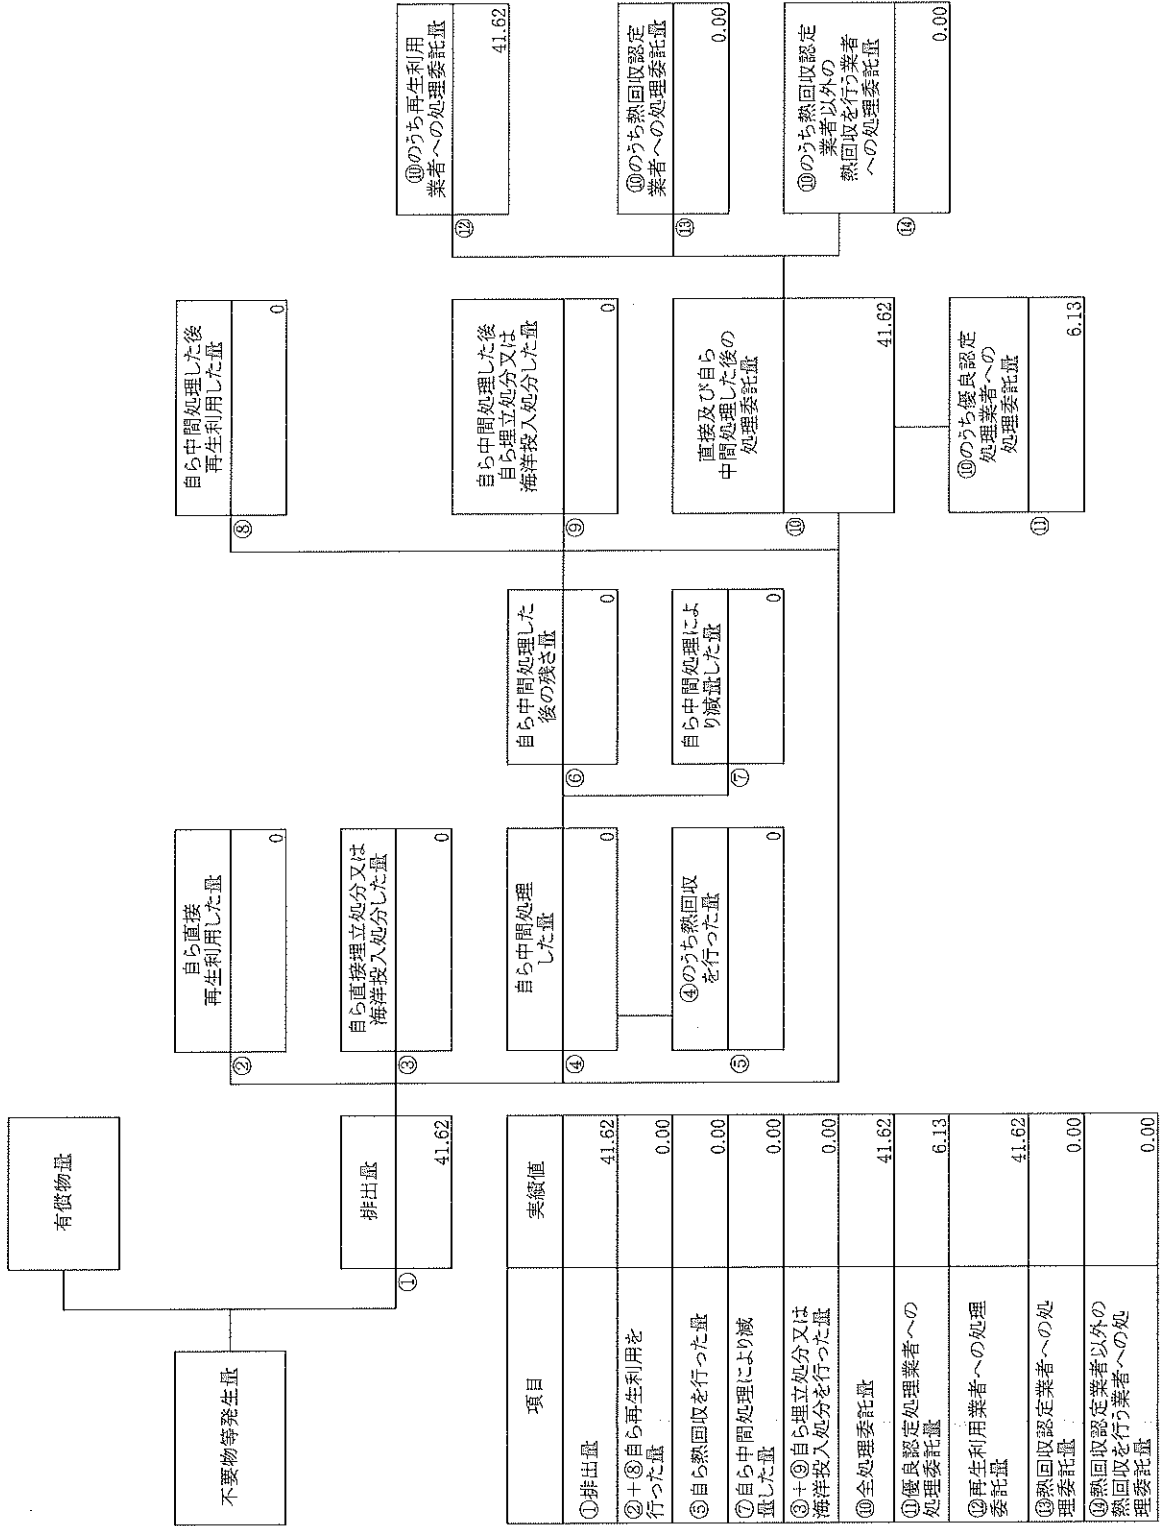 不要物等発生量
有償物量
排出量
①
41.62
自ら直接
再生利用した量
②
0
自ら直接埋立処分又は
海洋投入処分した量
③
0
自ら中間処理
した量
④
0
④のうち熱回収
を行った量
⑤
0
自ら中間処理した
後の残さ量
⑥
0
自ら中間処理によ
り減量した量
⑦
0
自ら中間処理した後
再生利用した量
⑧
0
自ら中間処理した後
自ら埋立処分又は
海洋投入処分した量
⑨
0
直接及び自ら
中間処理した後の
処理委託量
⑩
41.62
⑩のうち優良認定
処理業者への
処理委託量
⑪
6.13
⑩のうち再生利用
業者への処理委託量
⑫
41.62
⑩のうち熱回収認定
業者への処理委託量
⑬
0.00
⑩のうち熱回収認定
業者以外の
熱回収を行う業者
への処理委託量
⑭
0.00
項目 実績値
①排出量 41.62
②+⑧自ら再生利用を
行った量 0.00
⑤自ら熱回収を行った量 0.00
⑦自ら中間処理により減
量した量 0.00
③+⑨自ら埋立処分又は
海洋投入処分を行った量 0.00
⑩全処理委託量 41.62
⑪優良認定処理業者への
処理委託量 6.13
⑫再生利用業者への処理
委託量 41.62
⑬熱回収認定業者への処
理委託量 0.00
⑭熱回収認定業者以外の
熱回収を行う業者への処
理委託量 0.00